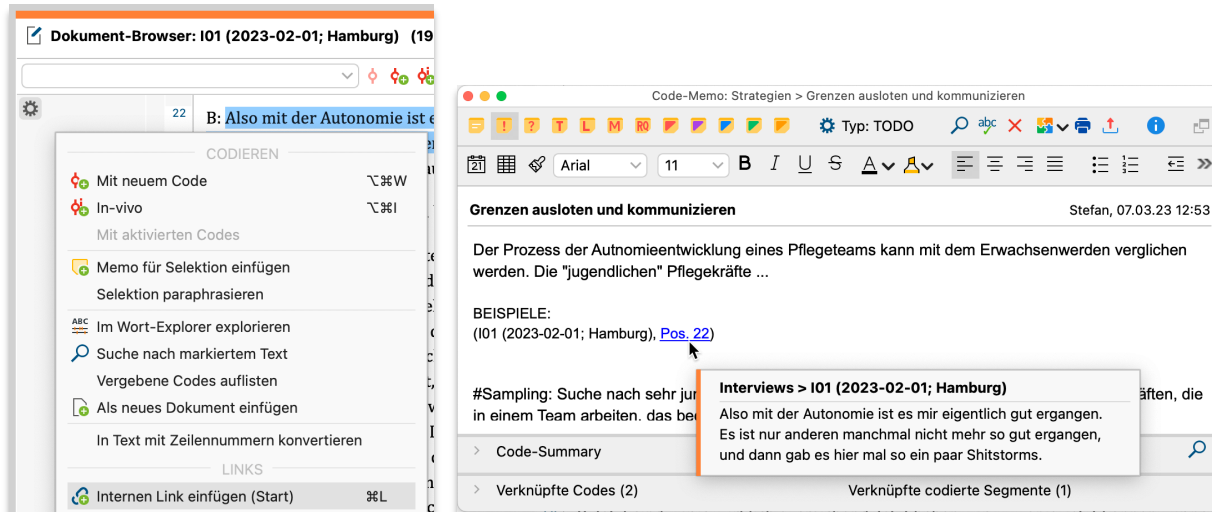 Dokument-Browser: I01 (2023-02-01; Hamburg) (19
22 B: Also mit der Autonomie ist e
CODIEREN
Mit neuem Code ⌥⌘W
In-vivo ⌥⌘I
Mit aktivierten Codes
Memo für Selektion einfügen
Selektion paraphrasieren
ABC Im Wort-Explorer explorieren
Suche nach markiertem Text
Vergebene Codes auflisten
Als neues Dokument einfügen
In Text mit Zeilennummern konvertieren
LINKS
Internen Link einfügen (Start) ⌘L
Code-Memo: Strategien > Grenzen ausloten und kommunizieren
! ? T L M RQ Typ: TODO abc
31 Arial 11 B I U S A
Grenzen ausloten und kommunizieren Stefan, 07.03.23 12:53
Der Prozess der Autnomieentwicklung eines Pflegeteams kann mit dem Erwachsenwerden verglichen
werden. Die "jugendlichen" Pflegekräfte ...
BEISPIELE:
(I01 (2023-02-01; Hamburg), Pos. 22)
#Sampling: Suche nach sehr jun äften, die
in einem Team arbeiten. das be
Interviews > I01 (2023-02-01; Hamburg)
Also mit der Autonomie ist es mir eigentlich gut ergangen.
Es ist nur anderen manchmal nicht mehr so gut ergangen,
und dann gab es hier mal so ein paar Shitstorms.
Code-Summary
Verknüpfte Codes (2) Verknüpfte codierte Segmente (1)